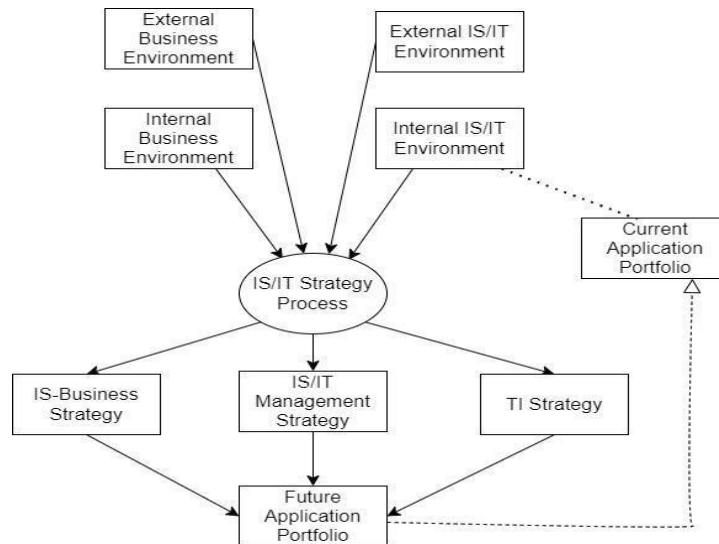 External
Business
Environment
External IS/IT
Environment
Internal
Business
Environment
Internal IS/IT
Environment
Current
Application
Portfolio
IS/IT Strategy
Process
IS-Business
Strategy
IS/IT
Management
Strategy
TI Strategy
Future
Application
Portfolio